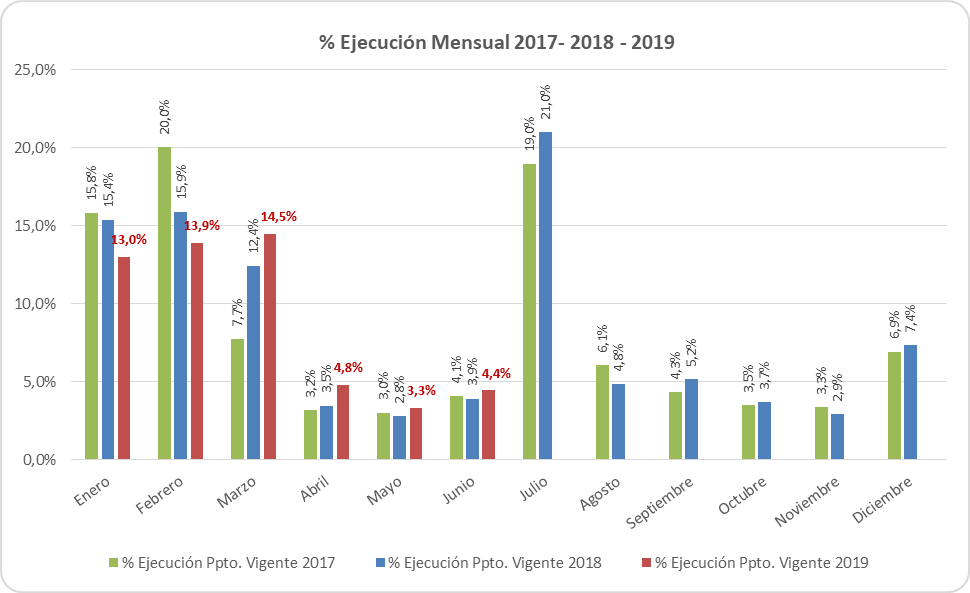 % Ejecución Mensual 2017- 2018 - 2019
25,0%
20,0%
15,0%
10,0%
5,0%
0,0%
15,8%
15,4%
13,0%
20,0%
15,9%
13,9%
7,7%
12,4%
14,5%
3,2%
3,5%
4,8%
3,0%
2,8%
3,3%
4,1%
3,9%
4,4%
19,0%
21,0%
6,1%
4,8%
4,3%
5,2%
3,5%
3,7%
3,3%
2,9%
6,9%
7,4%
Enero
Febrero
Marzo
Abril
Mayo
Junio
Julio
Agosto
Septiembre
Octubre
Noviembre
Diciembre
% Ejecución Ppto. Vigente 2017
% Ejecución Ppto. Vigente 2018
% Ejecución Ppto. Vigente 2019